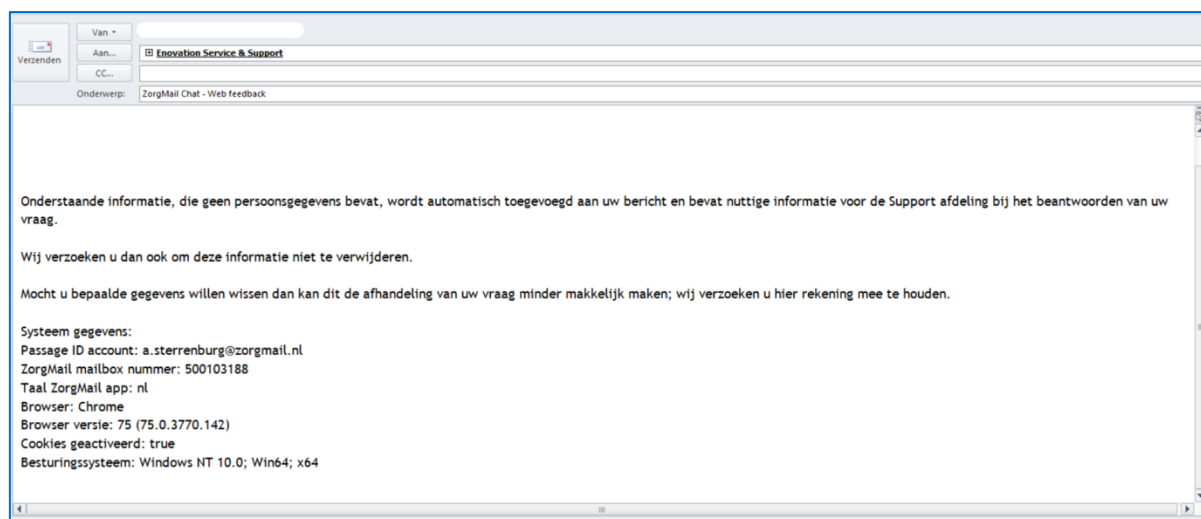 Van
Verzenden
Aan...
Enovation Service & Support
CC...
Onderwerp:
ZorgMail Chat - Web feedback
Onderstaande informatie, die geen persoonsgegevens bevat, wordt automatisch toegevoegd aan uw bericht en bevat nuttige informatie voor de Support afdeling bij het beantwoorden van uw
vraag.
Wij verzoeken u dan ook om deze informatie niet te verwijderen.
Mocht u bepaalde gegevens willen wissen dan kan dit de afhandeling van uw vraag minder makkelijk maken; wij verzoeken u hier rekening mee te houden.
Systeem gegevens:
Passage ID account: a.sterrenburg@zorgmail.nl
ZorgMail mailbox nummer: 500103188
Taal ZorgMail app: nl
Browser: Chrome
Browser versie: 75 (75.0.3770.142)
Cookies geactiveerd: true
Besturingssysteem: Windows NT 10.0; Win64; x64